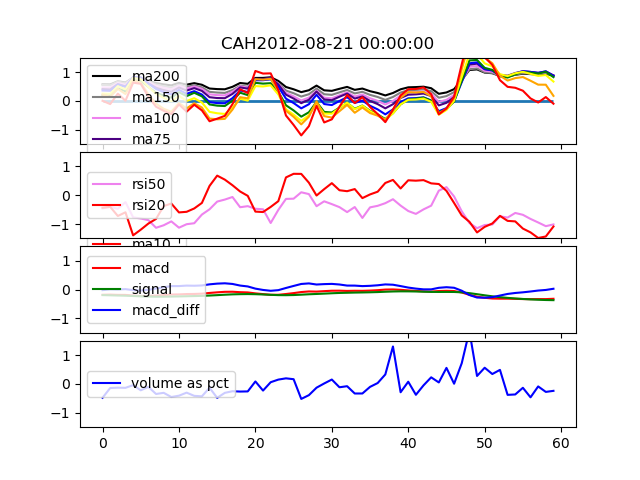 CAH2012-08-21 00:00:00
1
0
−1
ma200
ma150
ma100
ma75
1
0
−1
rsi50
rsi20
ma10
1
0
−1
macd
signal
macd_diff
1
0
−1
volume as pct
0 10 20 30 40 50 60